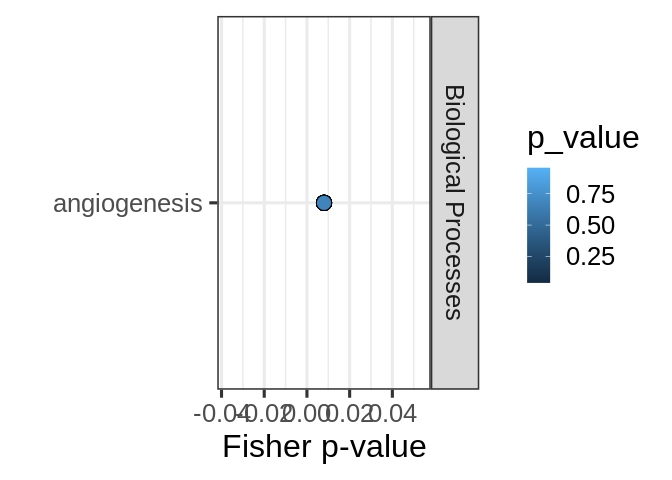 angiogenesis
Biological Processes
-0.04 -0.02 0.00 0.02 0.04
Fisher p-value
p_value
0.75
0.50
0.25